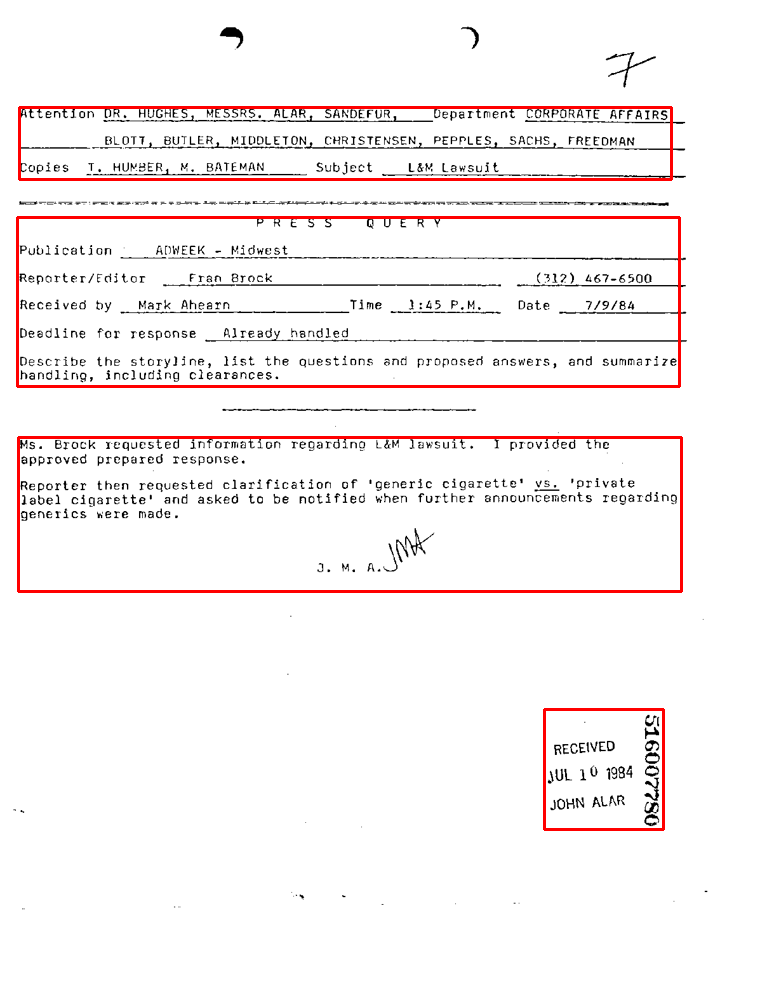 7
Attention DR. HUGHES, MESSRS. ALAR, SANDEFUR, Department CORPORATE AFFAIRS
BLOTT, BUTLER, MIDDLETON, CHRISTENSEN, PEPPLES, SACHS, FREEDMAN
Copies T. HUMBER, M. BATEMAN Subject L&M Lawsuit
PRESS QUERY
Publication ADWEEK - Midwest
Reporter/Editor Fran Brock (312) 467-6500
Received by Mark Ahearn Time 1:45 P.M. Date 7/9/84
Deadline for response Already handled
Describe the storyline, list the questions and proposed answers, and summarize
handling, including clearances.
Ms. Brock requested information regarding L&M lawsuit. I provided the
approved prepared response.
Reporter then requested clarification of 'generic cigarette' vs. 'private
label cigarette' and asked to be notified when further announcements regarding
generics were made.
J. M. A. JMA
RECEIVED
JUL 10 1984
JOHN ALAR
516007780